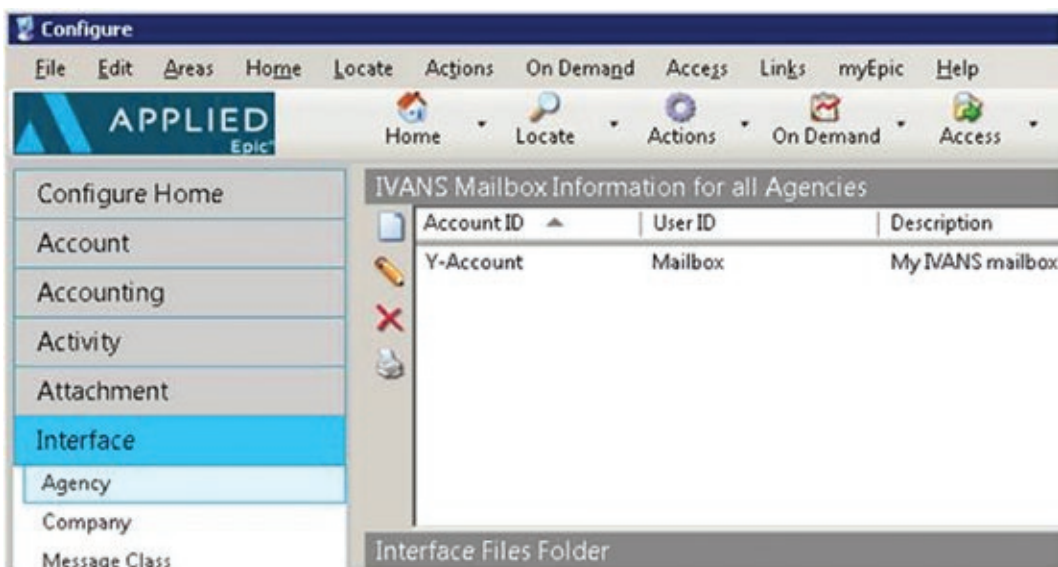 Configure
File Edit Areas Home Locate Actions On Demand Access Links myEpic Help
APPLIED
Epic
Home Locate Actions On Demand Access
Configure Home
Account
Accounting
Activity
Attachment
Interface
Agency
Company
Message Class
IVANS Mailbox Information for all Agencies
Account ID User ID Description
Y-Account Mailbox My IVANS mailbox
Interface Files Folder